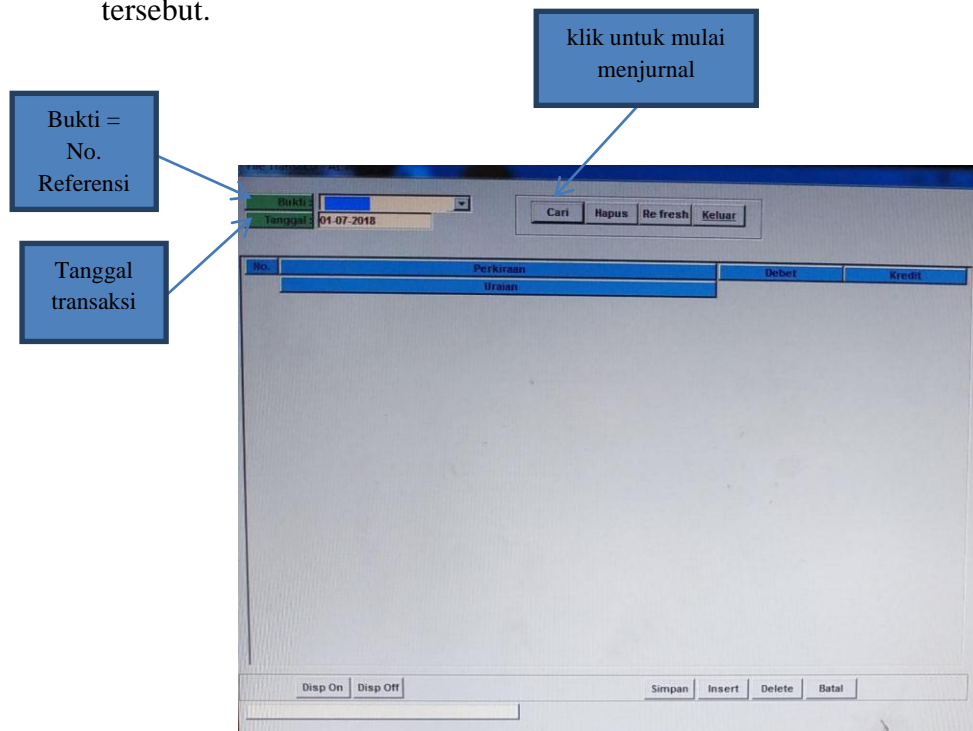 tersebut.
klik untuk mulai
menjurnal
Bukti =
No.
Referensi
Tanggal
transaksi
Bukti :
Tanggal : 01-07-2018
Cari Hapus Re fresh Keluar
No. Perkiraan Debet Kredit
Uraian
Disp On Disp Off Simpan Insert Delete Batal